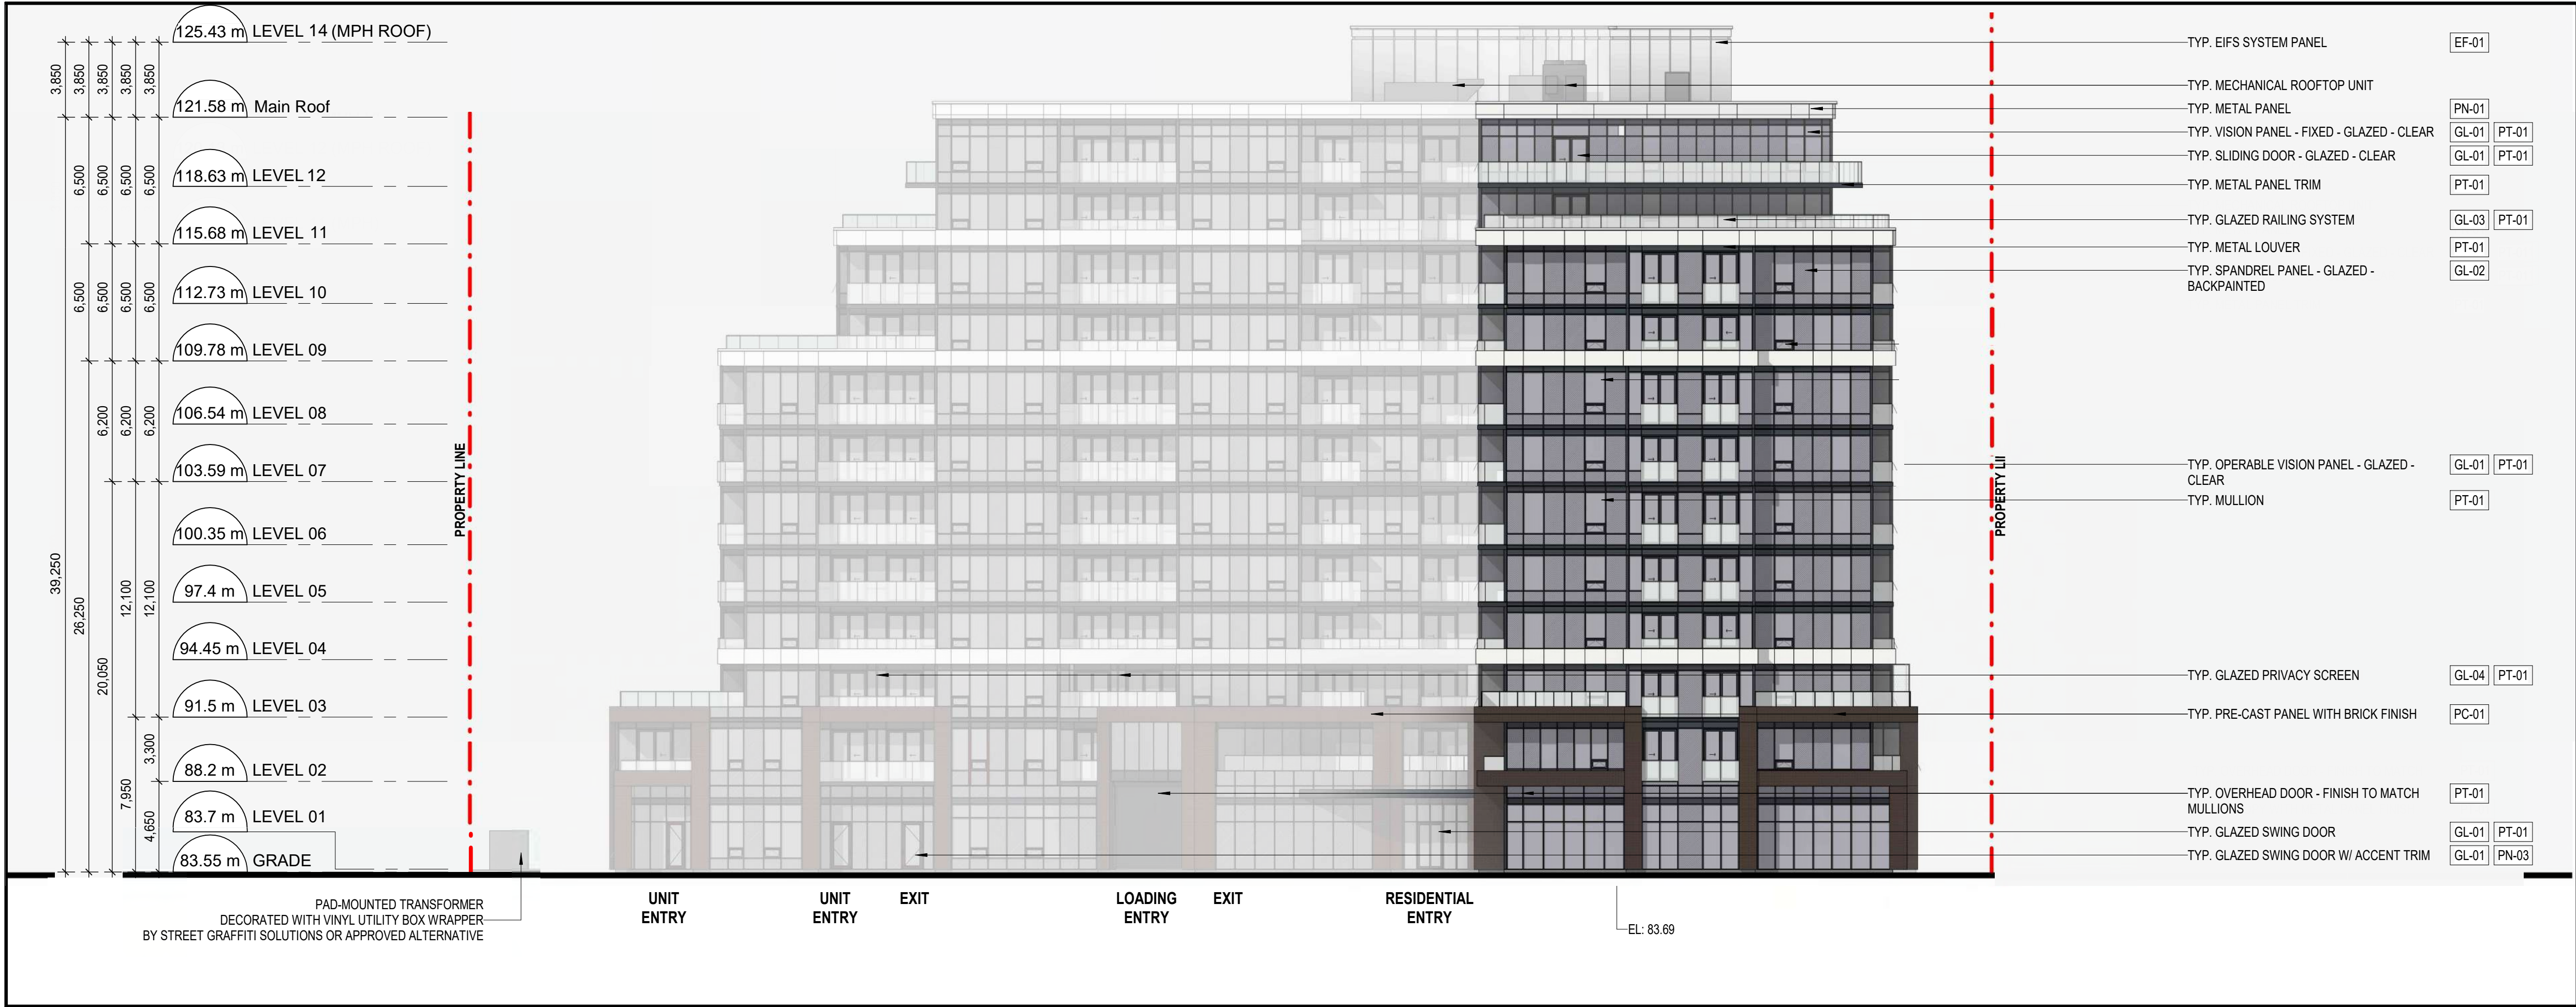 125.43 m LEVEL 14 (MPH ROOF)
121.58 m Main Roof
118.63 m LEVEL 12
115.68 m LEVEL 11
112.73 m LEVEL 10
109.78 m LEVEL 09
106.54 m LEVEL 08
103.59 m LEVEL 07
100.35 m LEVEL 06
97.4 m LEVEL 05
94.45 m LEVEL 04
91.5 m LEVEL 03
88.2 m LEVEL 02
83.7 m LEVEL 01
83.55 m GRADE
3,850
3,850
3,850
3,850
3,850
6,500
6,500
6,500
6,500
6,500
6,500
6,500
6,200
6,200
6,200
39,250
26,250
20,050
12,100
12,100
7,950
3,300
4,650
PROPERTY LINE
PROPERTY LII
TYP. EIFS SYSTEM PANEL EF-01
TYP. MECHANICAL ROOFTOP UNIT
TYP. METAL PANEL PN-01
TYP. VISION PANEL - FIXED - GLAZED - CLEAR GL-01 PT-01
TYP. SLIDING DOOR - GLAZED - CLEAR GL-01 PT-01
TYP. METAL PANEL TRIM PT-01
TYP. GLAZED RAILING SYSTEM GL-03 PT-01
TYP. METAL LOUVER PT-01
TYP. SPANDREL PANEL - GLAZED - GL-02
BACKPAINTED
TYP. OPERABLE VISION PANEL - GLAZED - GL-01 PT-01
CLEAR
TYP. MULLION PT-01
TYP. GLAZED PRIVACY SCREEN GL-04 PT-01
TYP. PRE-CAST PANEL WITH BRICK FINISH PC-01
TYP. OVERHEAD DOOR - FINISH TO MATCH PT-01
MULLIONS
TYP. GLAZED SWING DOOR GL-01 PT-01
TYP. GLAZED SWING DOOR W/ ACCENT TRIM GL-01 PN-03
PAD-MOUNTED TRANSFORMER
DECORATED WITH VINYL UTILITY BOX WRAPPER
BY STREET GRAFFITI SOLUTIONS OR APPROVED ALTERNATIVE
UNIT
ENTRY
UNIT
ENTRY
EXIT
LOADING
ENTRY
EXIT
RESIDENTIAL
ENTRY
EL: 83.69